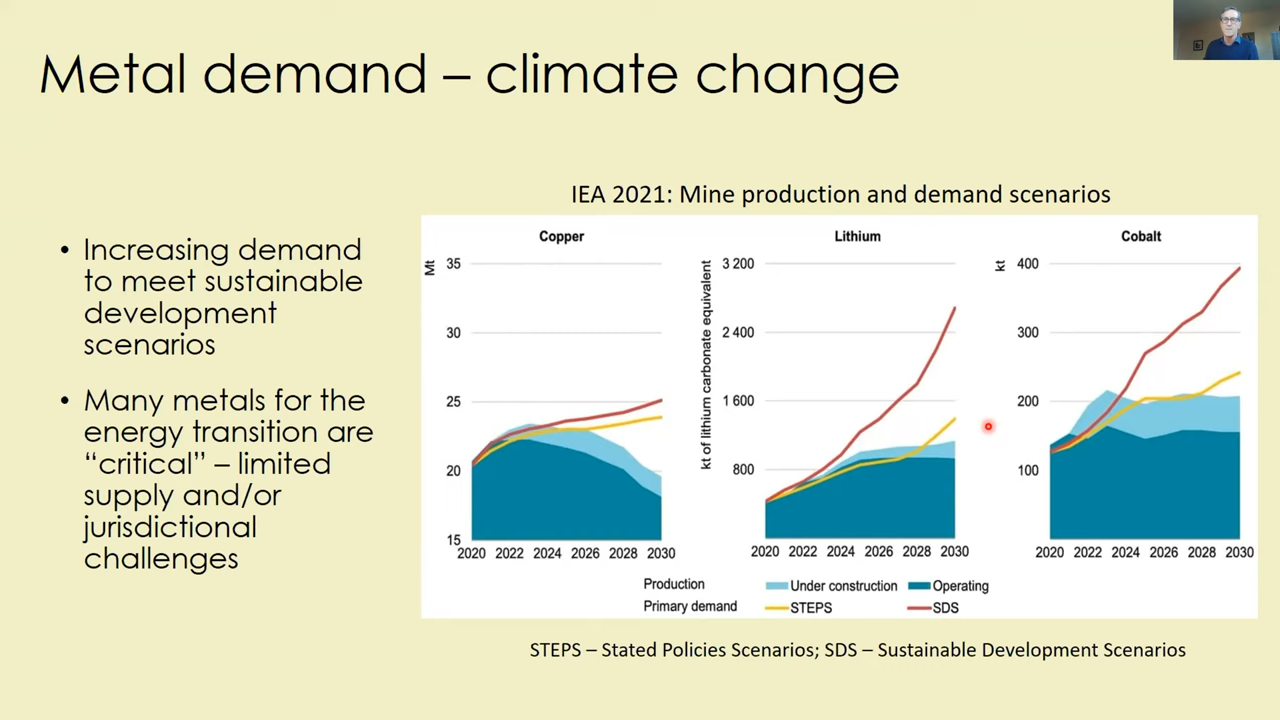 Metal demand – climate change
• Increasing demand
to meet sustainable
development
scenarios
• Many metals for the
energy transition are
“critical” – limited
supply and/or
jurisdictional
challenges
IEA 2021: Mine production and demand scenarios
Copper
Mt
35
30
25
20
15
2020 2022 2024 2026 2028 2030
Lithium
kt of lithium carbonate equivalent
3 200
2 400
1 600
800
2020 2022 2024 2026 2028 2030
Cobalt
kt
400
300
200
100
2020 2022 2024 2026 2028 2030
Production Under construction Operating
Primary demand STEPS SDS
STEPS – Stated Policies Scenarios; SDS – Sustainable Development Scenarios